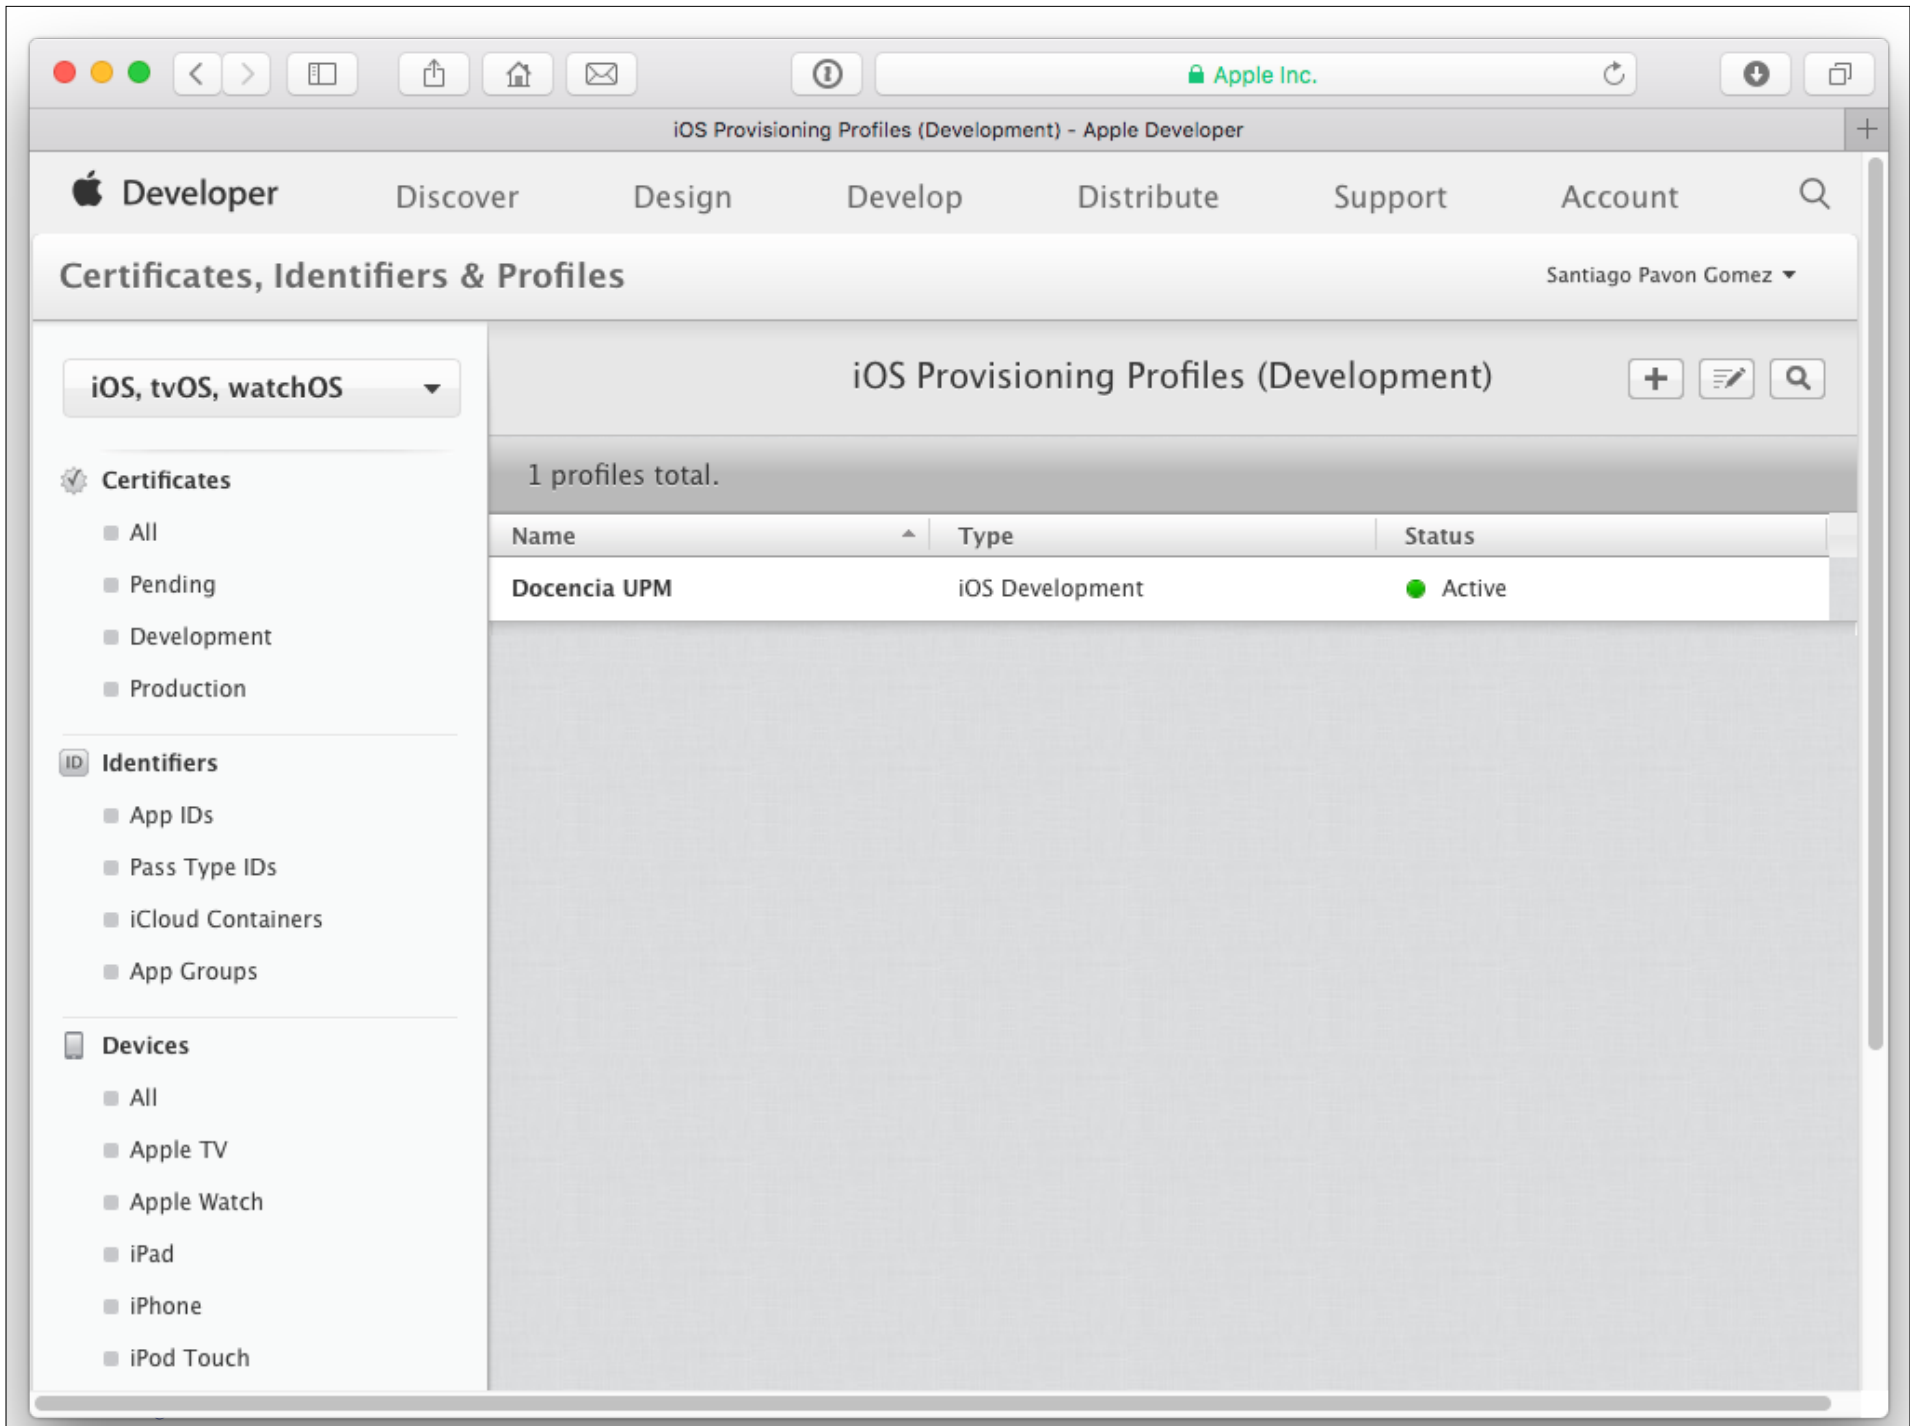 Apple Inc.
iOS Provisioning Profiles (Development) - Apple Developer
Developer Discover Design Develop Distribute Support Account
Certificates, Identifiers & Profiles Santiago Pavon Gomez
iOS, tvOS, watchOS
iOS Provisioning Profiles (Development)
1 profiles total.
Name Type Status
Docencia UPM iOS Development Active
Certificates
All
Pending
Development
Production
ID Identifiers
App IDs
Pass Type IDs
iCloud Containers
App Groups
Devices
All
Apple TV
Apple Watch
iPad
iPhone
iPod Touch